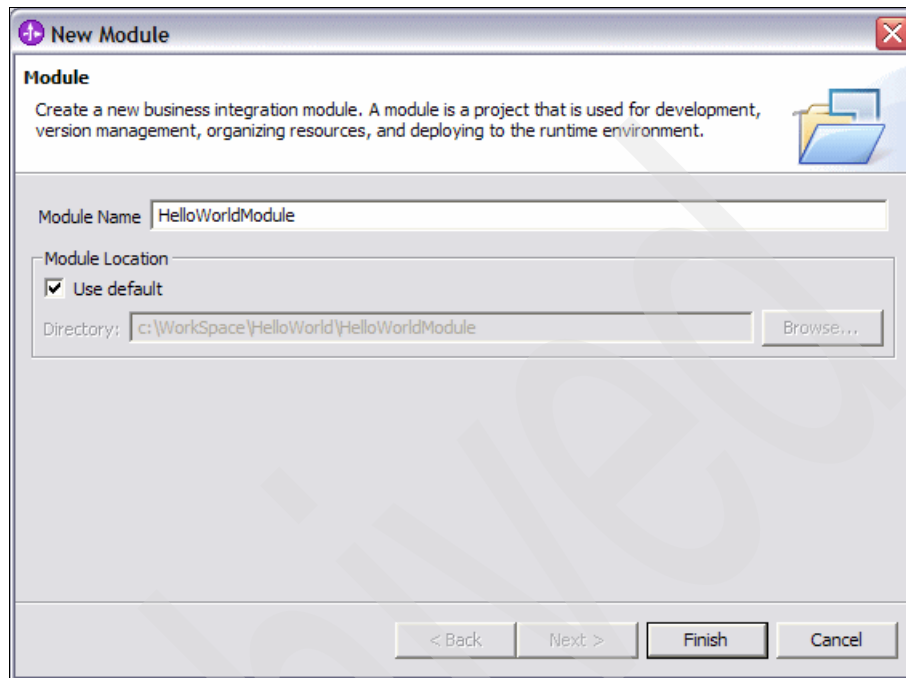 New Module
Module
Create a new business integration module. A module is a project that is used for development,
version management, organizing resources, and deploying to the runtime environment.
Module Name HelloWorldModule
Module Location
Use default
Directory: c:\WorkSpace\HelloWorld\HelloWorldModule Browse...
< Back Next > Finish Cancel